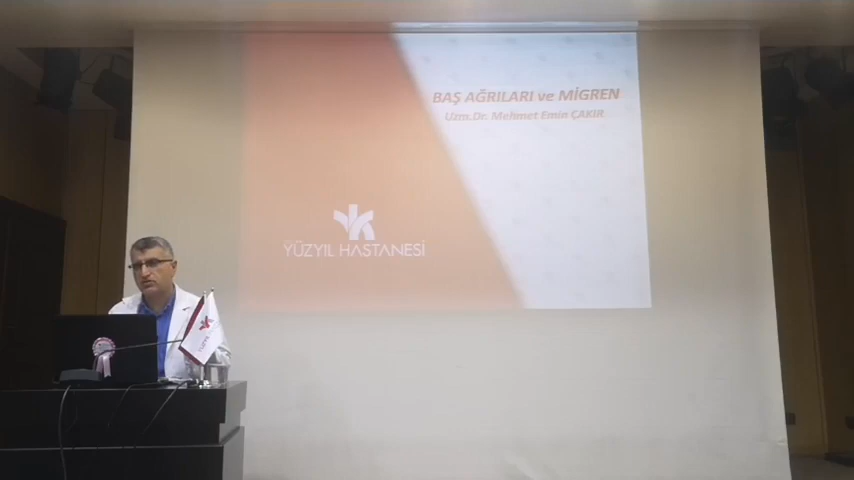 BAŞ AĞRILARI ve MİGREN
Uzm.Dr. Mehmet Emin ÇAKIR
YÜZYIL HASTANESİ